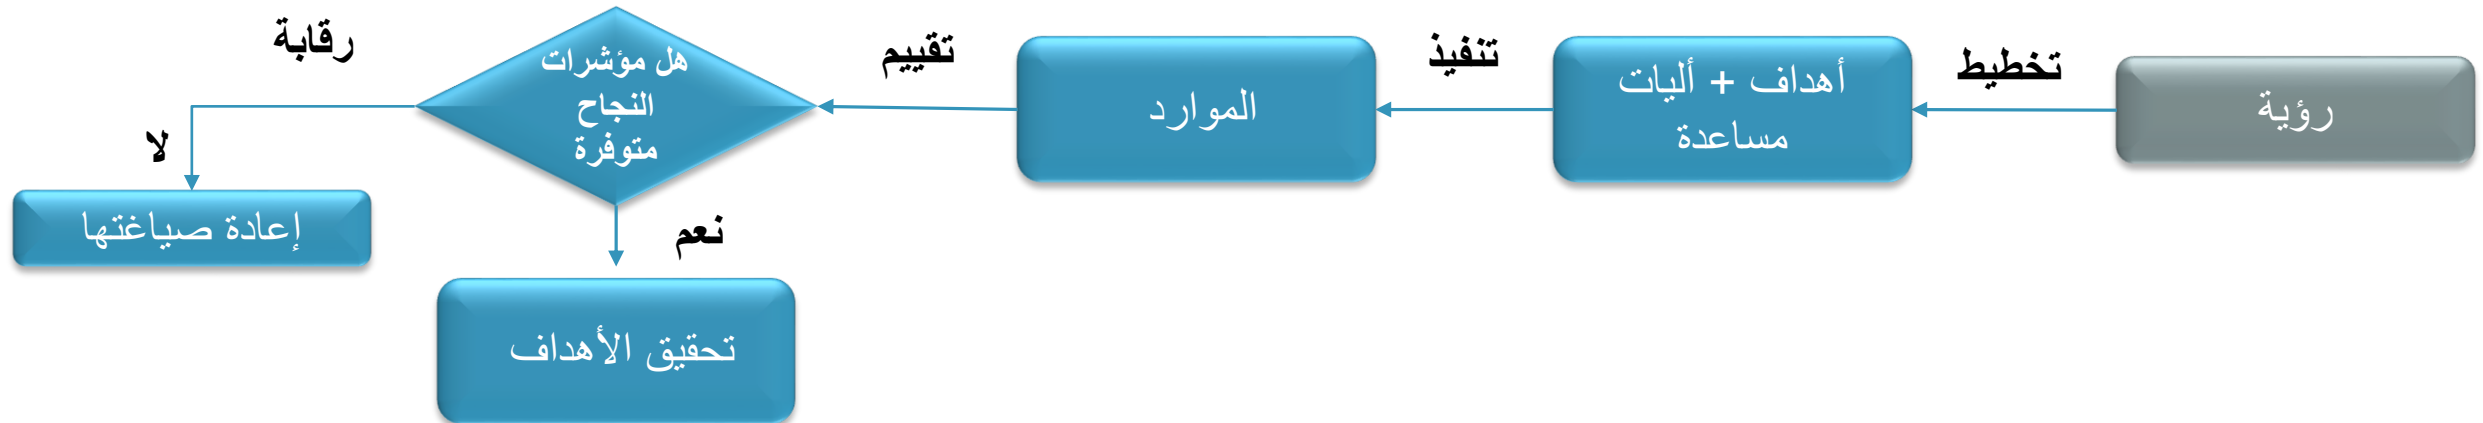 رؤية
تخطيط
أهداف + أليات
مساعدة
تنفيذ
الموارد
تقييم
هل مؤشرات
النجاح
متوفرة
رقابة
لا
إعادة صياغتها
نعم
تحقيق الأهداف